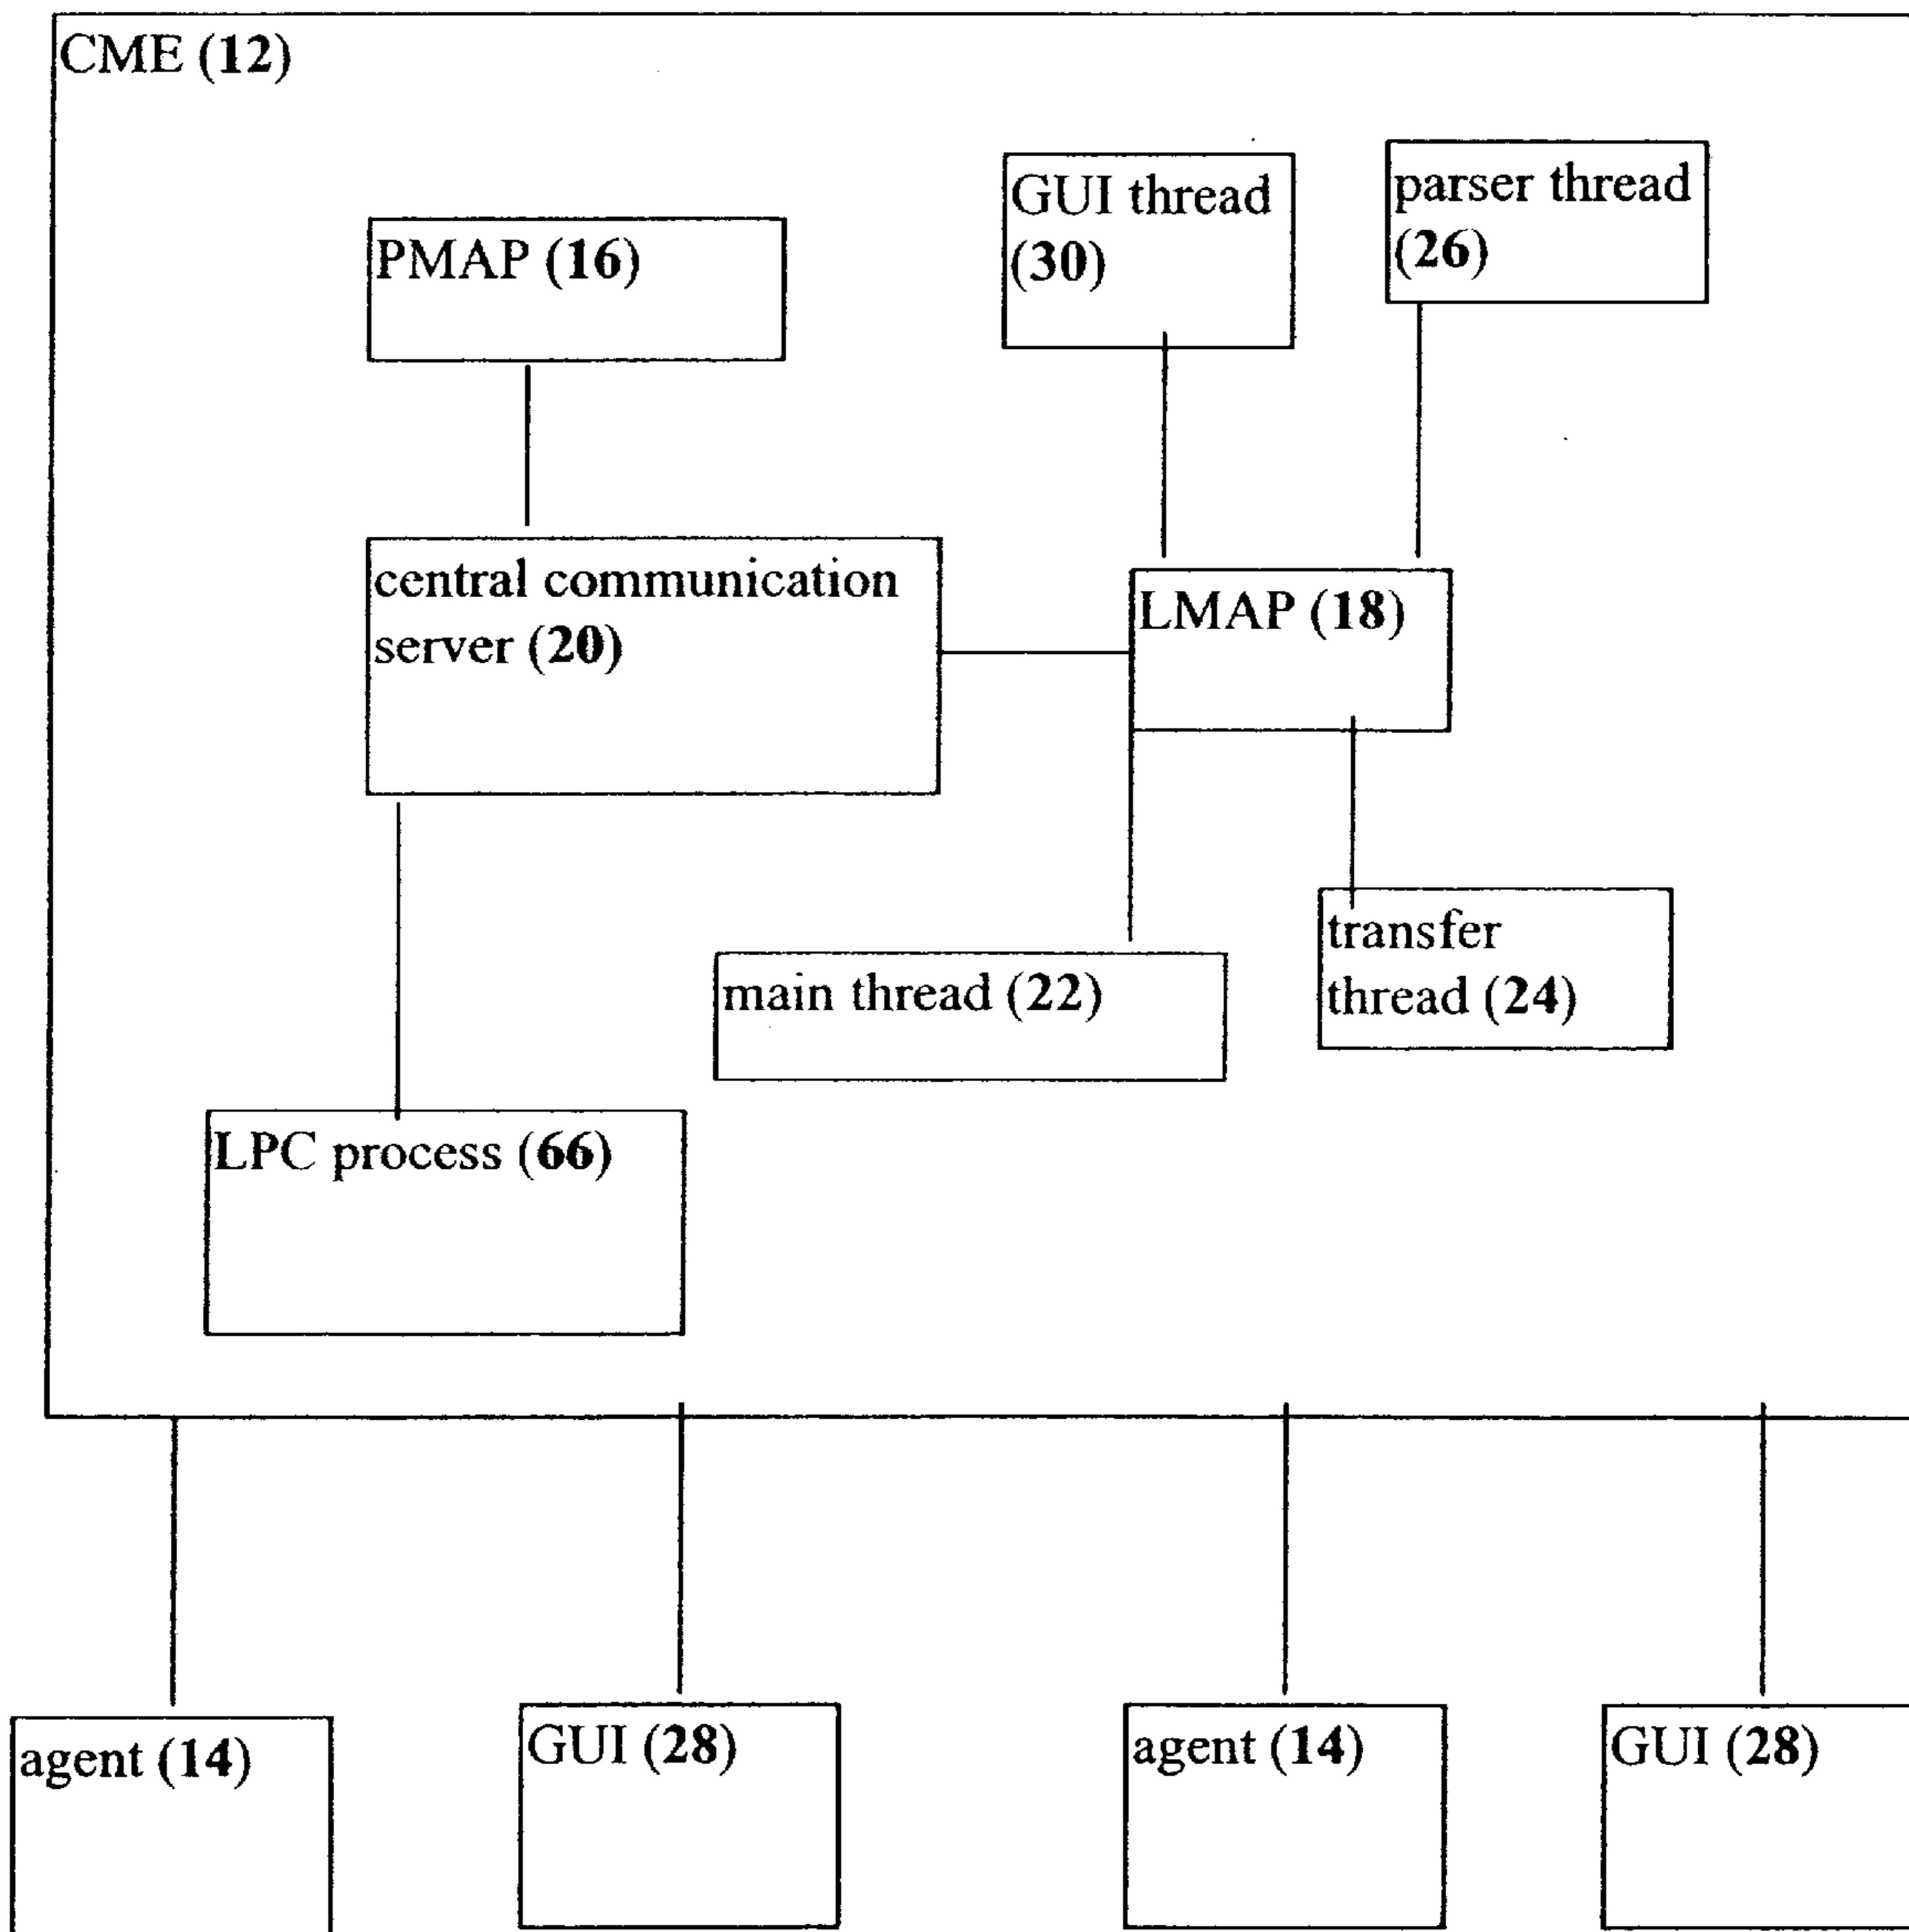 CME (12)
GUI thread
(30)
parser thread
(26)
PMAP (16)
central communication
server (20)
LMAP (18)
main thread (22)
transfer
thread (24)
LPC process (66)
agent (14)
GUI (28)
agent (14)
GUI (28)